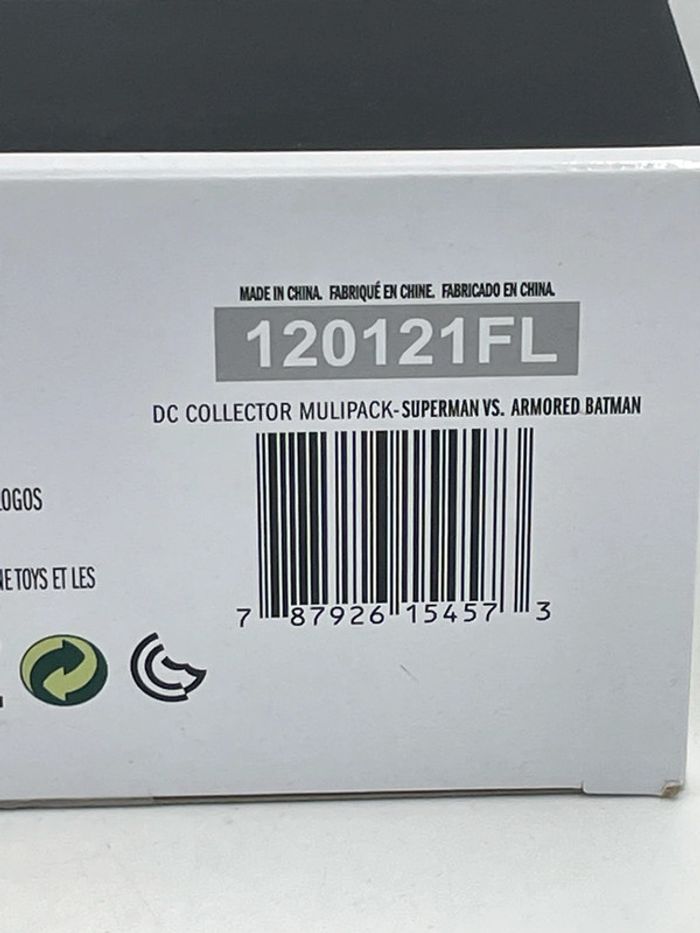 MADE IN CHINA. FABRIQUÉ EN CHINE. FABRICADO EN CHINA.
120121FL
DC COLLECTOR MULIPACK-SUPERMAN VS. ARMORED BATMAN
LOGOS
NE TOYS ET LES
7 87926 15457 3